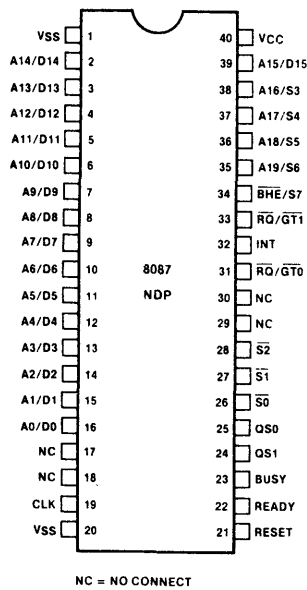 VSS 1 40 VCC
A14/D14 2 39 A15/D15
A13/D13 3 38 A16/S3
A12/D12 4 37 A17/S4
A11/D11 5 36 A18/S5
A10/D10 6 35 A19/S6
A9/D9 7 34 BHE/S7
A8/D8 8 33 RQ/GT1
A7/D7 9 32 INT
A6/D6 10 8087 31 RQ/GT0
A5/D5 11 NDP 30 NC
A4/D4 12 29 NC
A3/D3 13 28 S2
A2/D2 14 27 S1
A1/D1 15 26 S0
A0/D0 16 25 QS0
NC 17 24 QS1
NC 18 23 BUSY
CLK 19 22 READY
VSS 20 21 RESET
NC = NO CONNECT